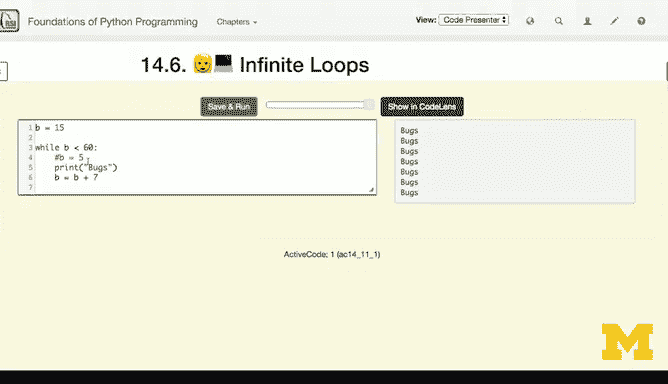 RSI
Foundations of Python Programming
Chapters
View: Code Presenter
14.6. Infinite Loops
Save & Run
Show in CodeLens
1 b = 15
2
3 while b < 60:
4 #b = 5
5 print("Bugs")
6 b = b + 7
7
Bugs
Bugs
Bugs
Bugs
Bugs
Bugs
Bugs
ActiveCode: 1 (ac14_11_1)
M